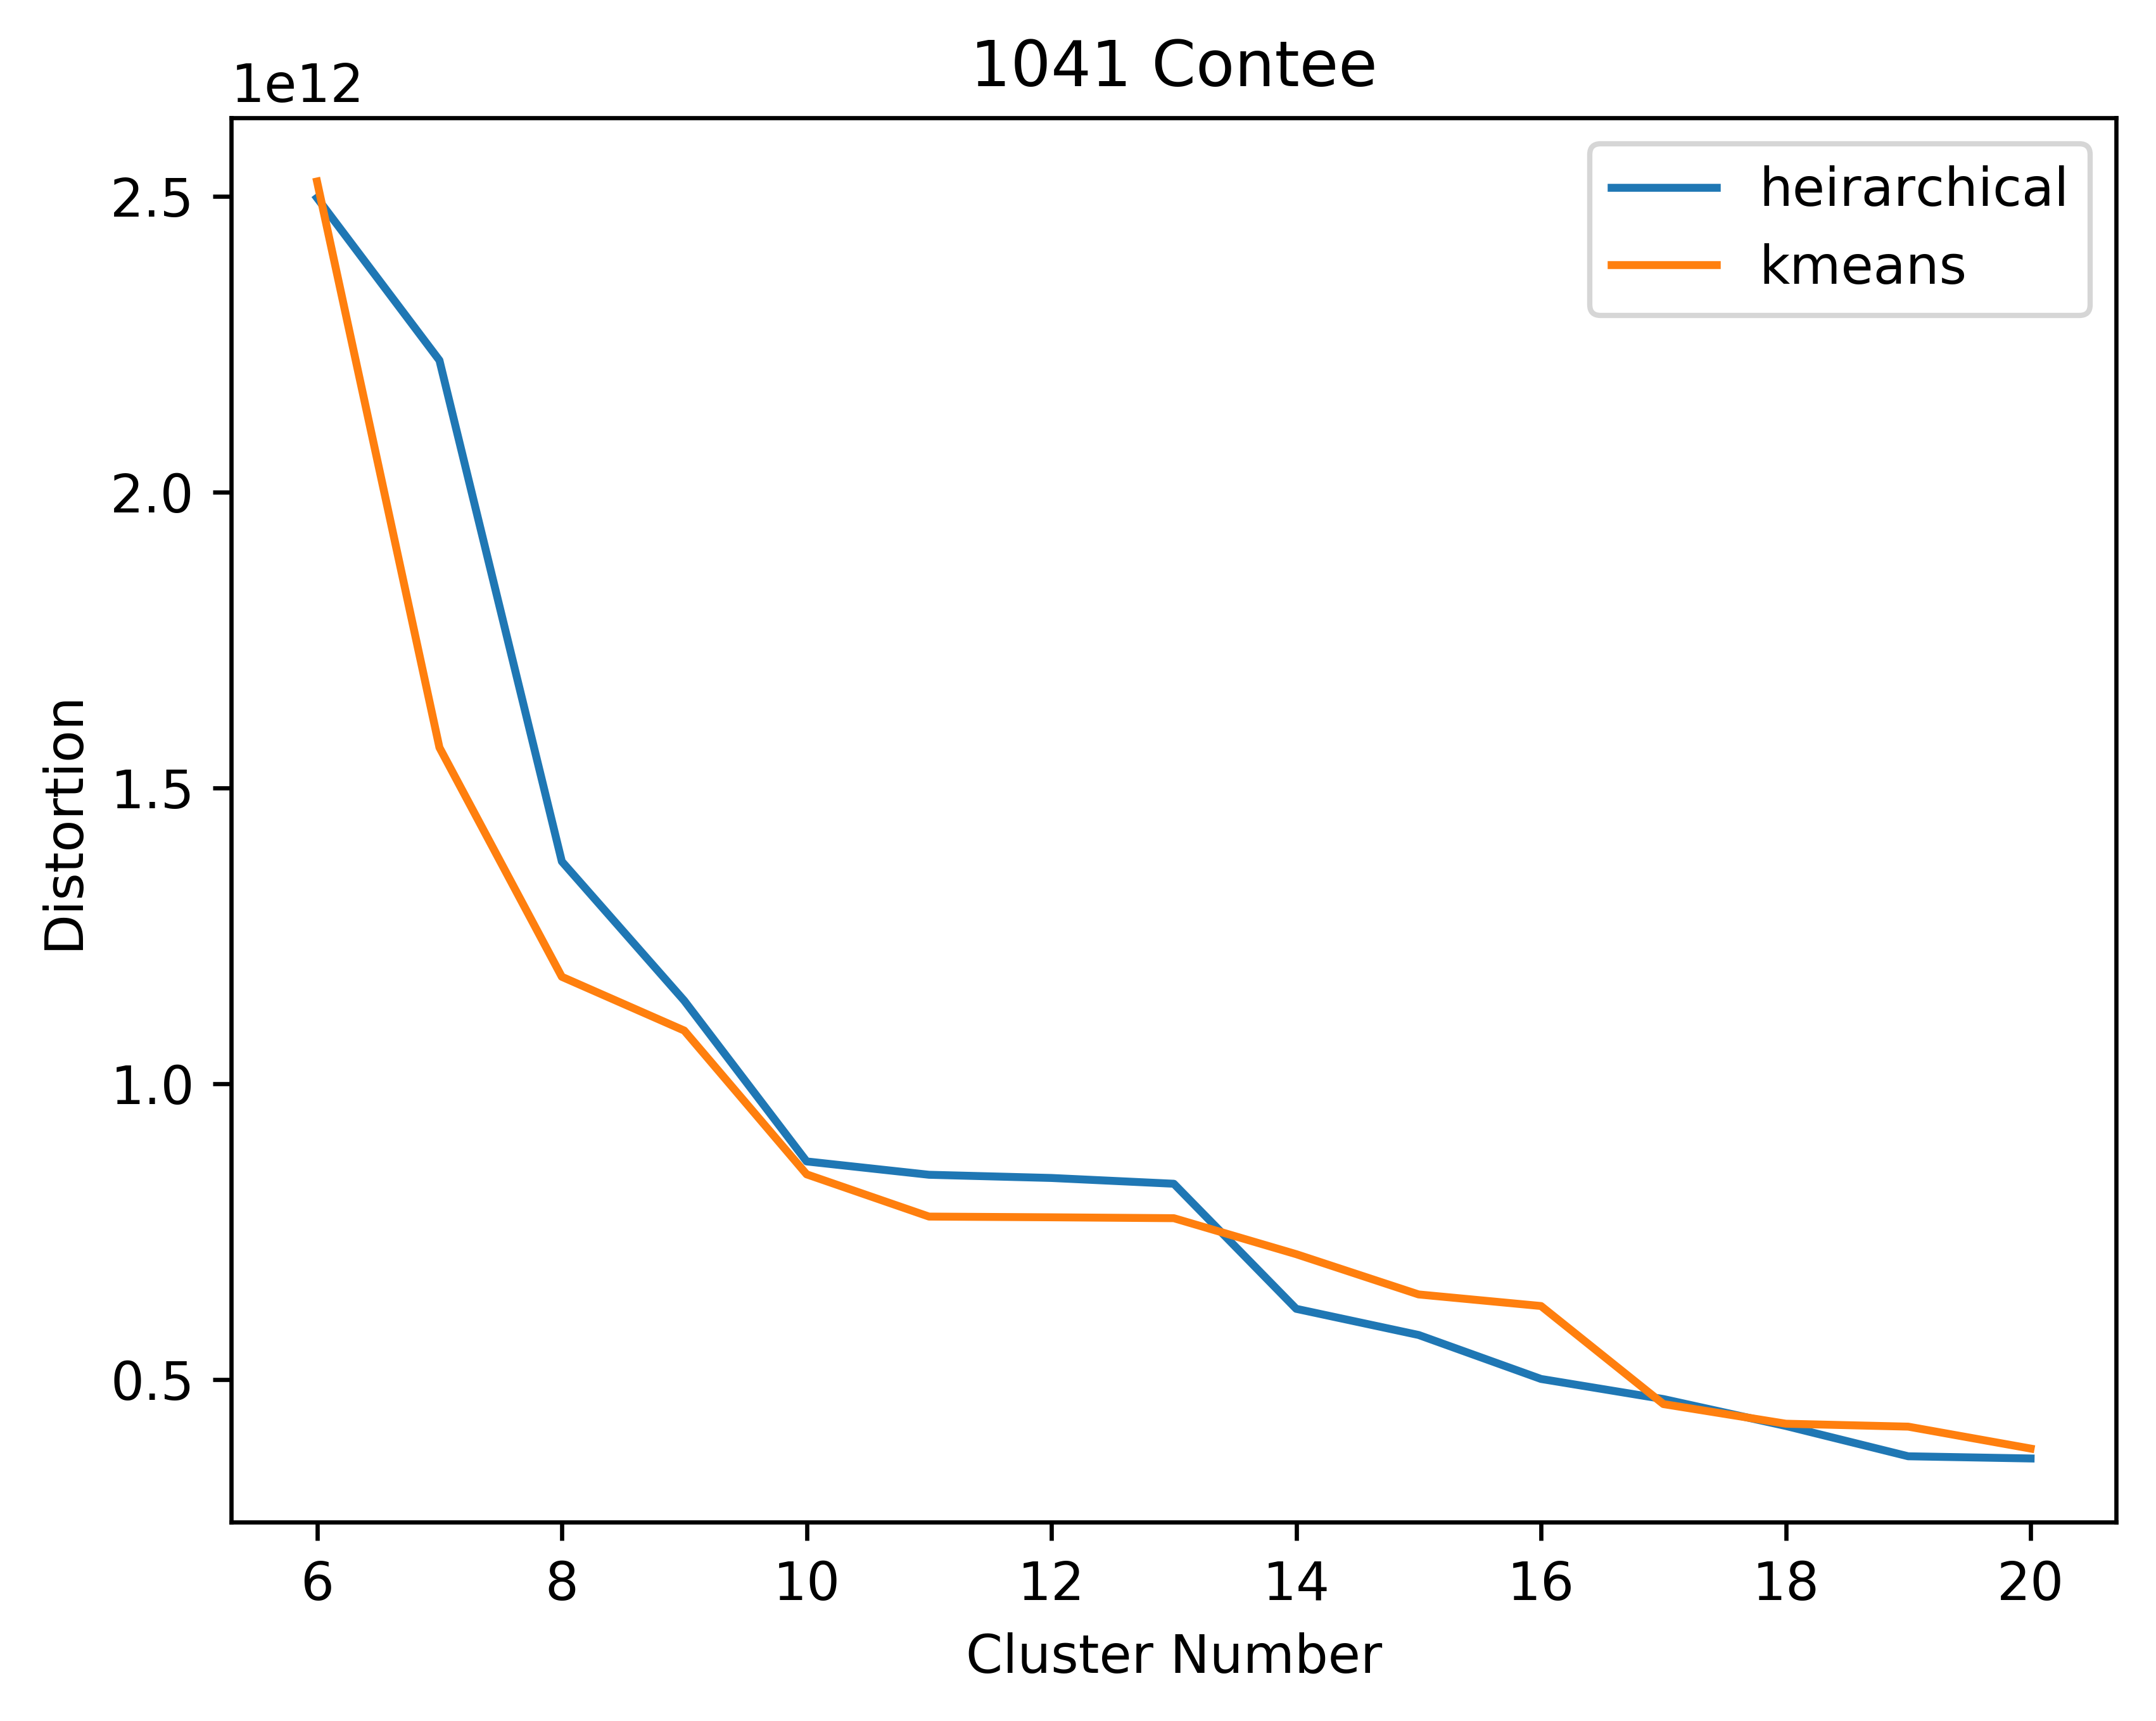 1041 Contee
1e12
heirarchical
kmeans
2.5
2.0
1.5
1.0
0.5
Distortion
6 8 10 12 14 16 18 20
Cluster Number